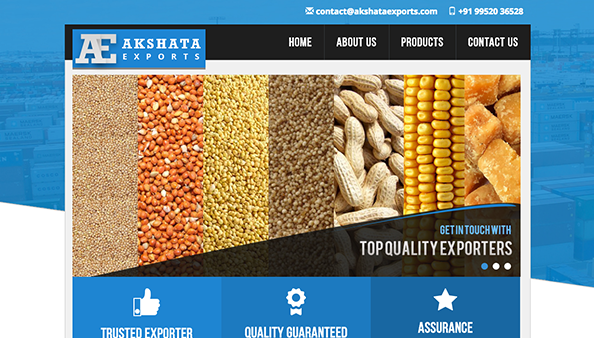 contact@akshataexports.com +91 99520 36528
AE AKSHATA
EXPORTS
HOME ABOUT US PRODUCTS CONTACT US
GET IN TOUCH WITH
TOP QUALITY EXPORTERS
TRUSTED EXPORTER QUALITY GUARANTEED ASSURANCE